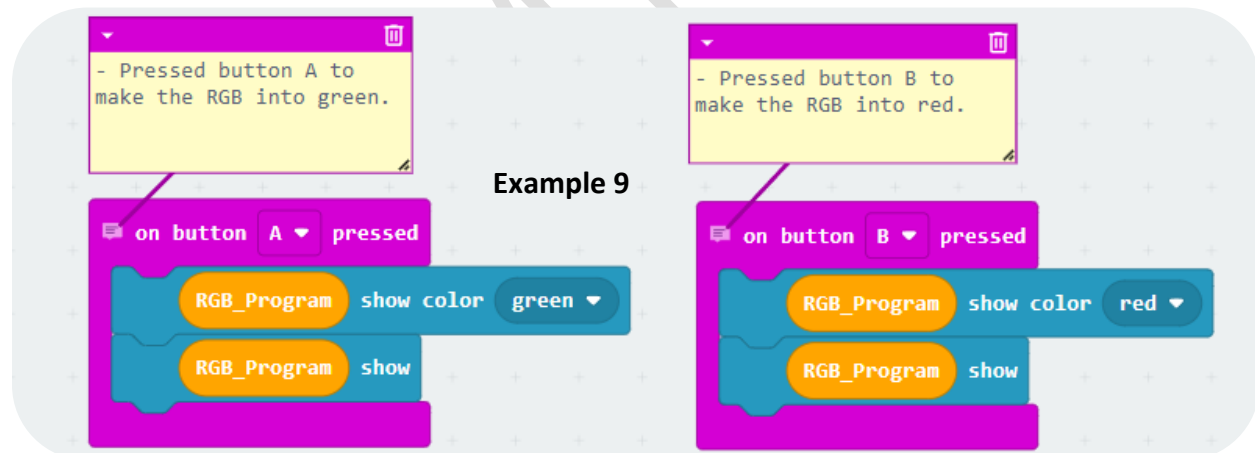 - Pressed button A to
make the RGB into green.
- Pressed button B to
make the RGB into red.
Example 9
on button A pressed
RGB_Program show color green
RGB_Program show
on button B pressed
RGB_Program show color red
RGB_Program show